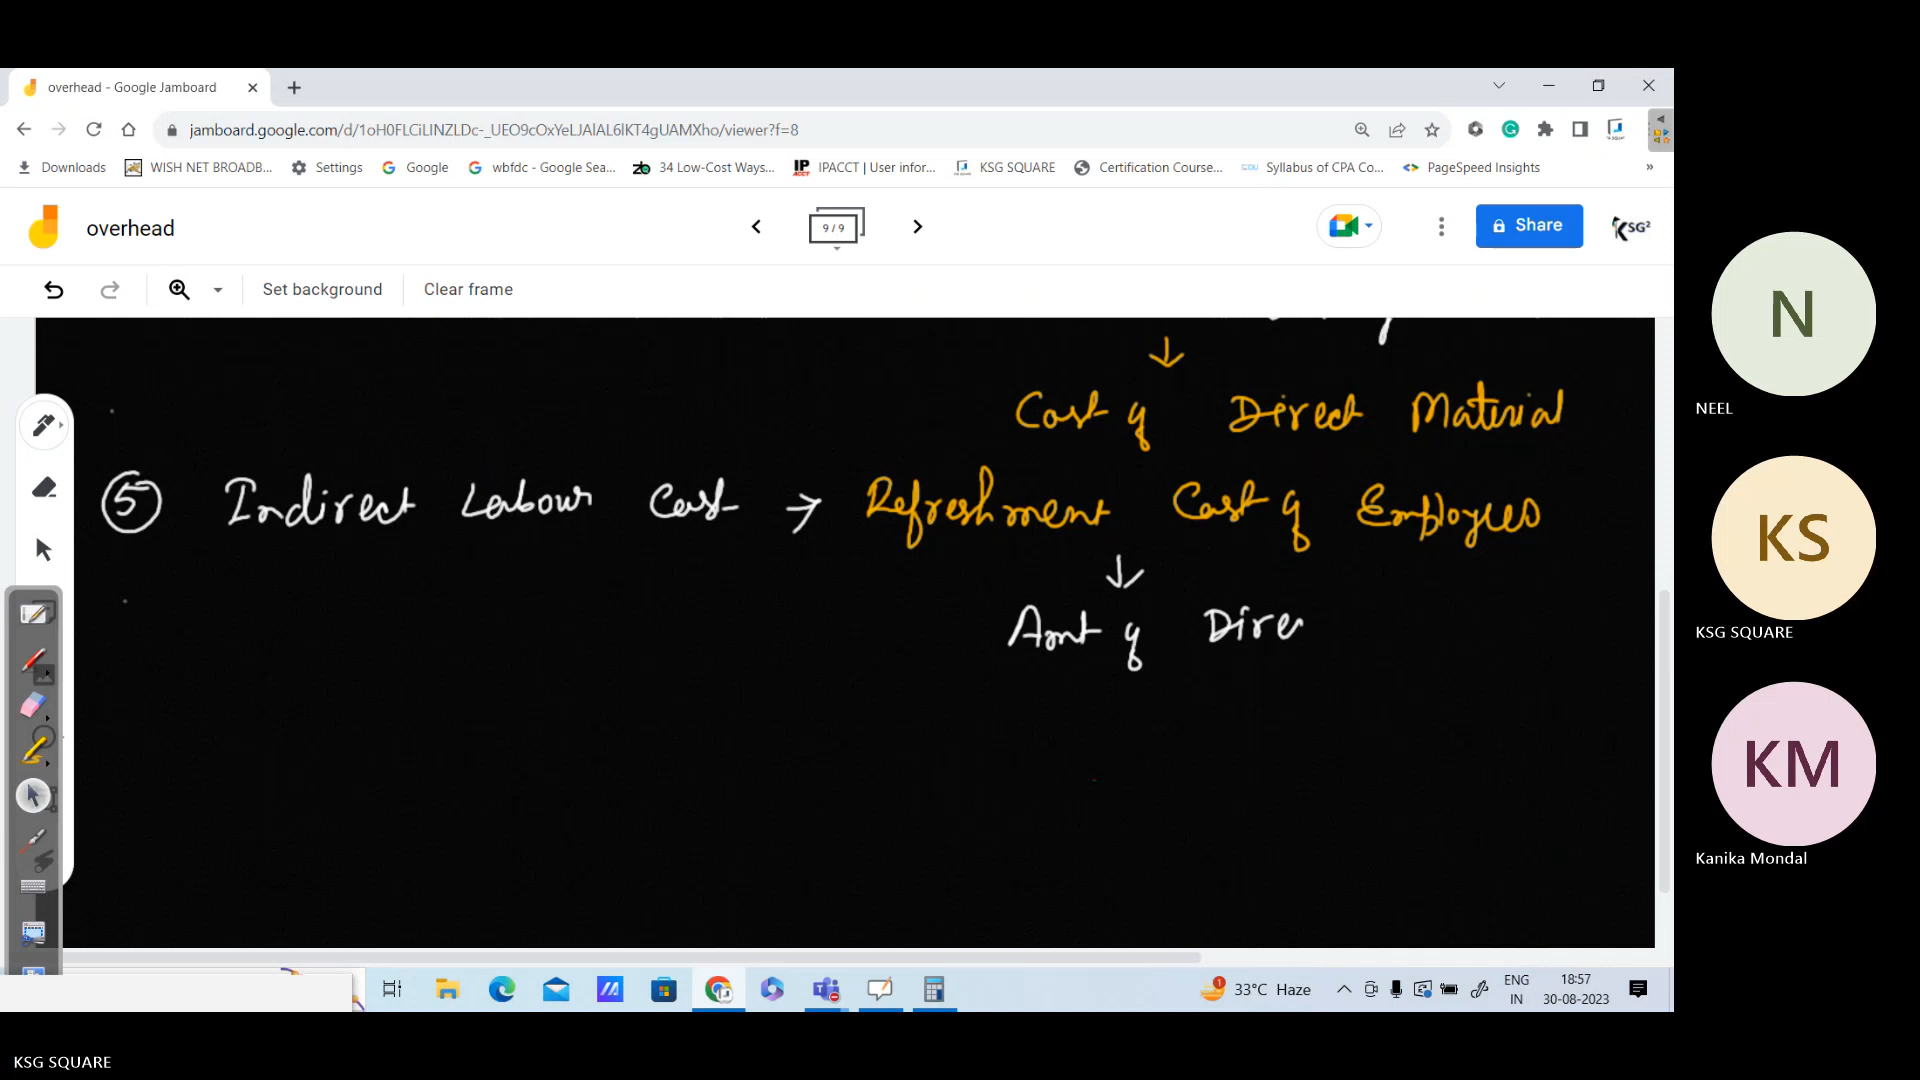 overhead - Google Jamboard
jamboard.google.com/d/1oH0FLCiLINZLDc-_UEO9cOxYeLJAlAL6lKT4gUAMXho/viewer?f=8
Downloads WISH NET BROADB... Settings Google wbfdc - Google Sea... 34 Low-Cost Ways... IPACCT | User infor... KSG SQUARE Certification Course... Syllabus of CPA Co... PageSpeed Insights »
overhead 9 / 9 Share KSG²
Set background Clear frame
Cost of Direct Material
5 Indirect Labour Cost → Refreshment Cost of Employees
Amt of Dire
N
NEEL
KS
KSG SQUARE
KM
Kanika Mondal
1 33°C Haze ENG IN 18:57 30-08-2023
KSG SQUARE